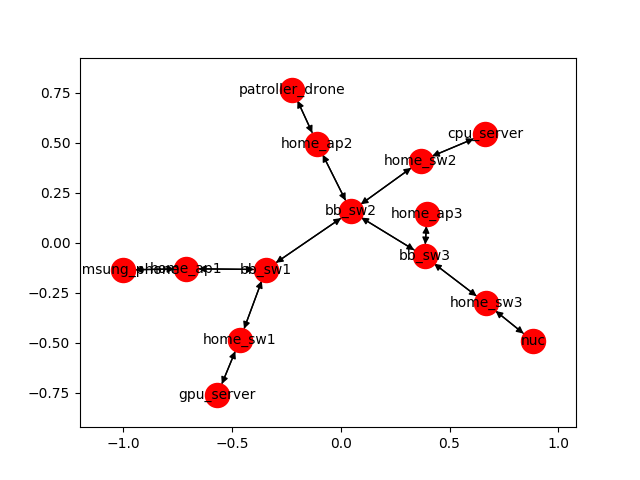 0.75
0.50
0.25
0.00
−0.25
−0.50
−0.75
−1.0
−0.5
0.0
0.5
1.0
patroller_drone
home_ap2
cpu_server
home_sw2
bb_sw2
home_ap3
bb_sw3
home_ap1
bb_sw1
home_sw3
home_sw1
nuc
gpu_server